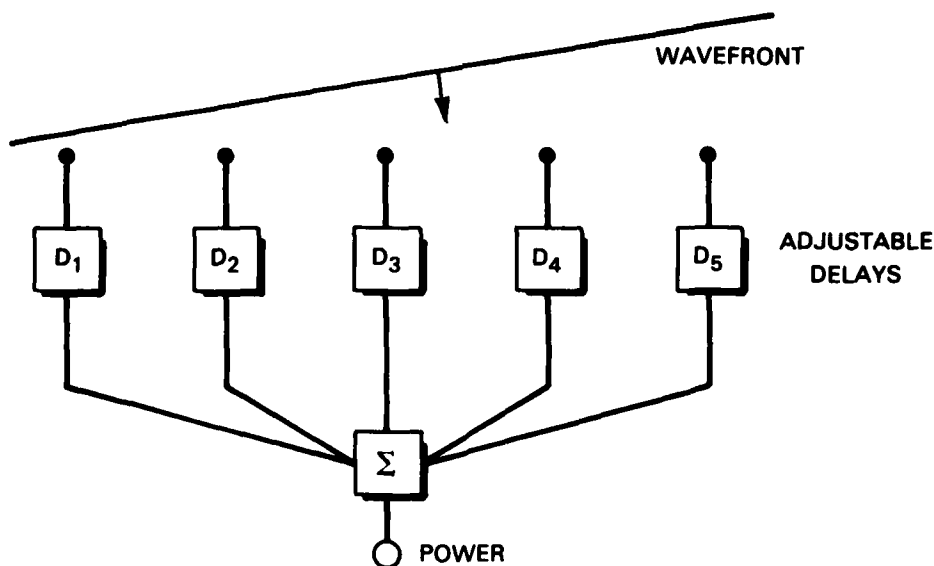 WAVEFRONT
D1 D2 D3 D4 D5
ADJUSTABLE
DELAYS
Σ
POWER